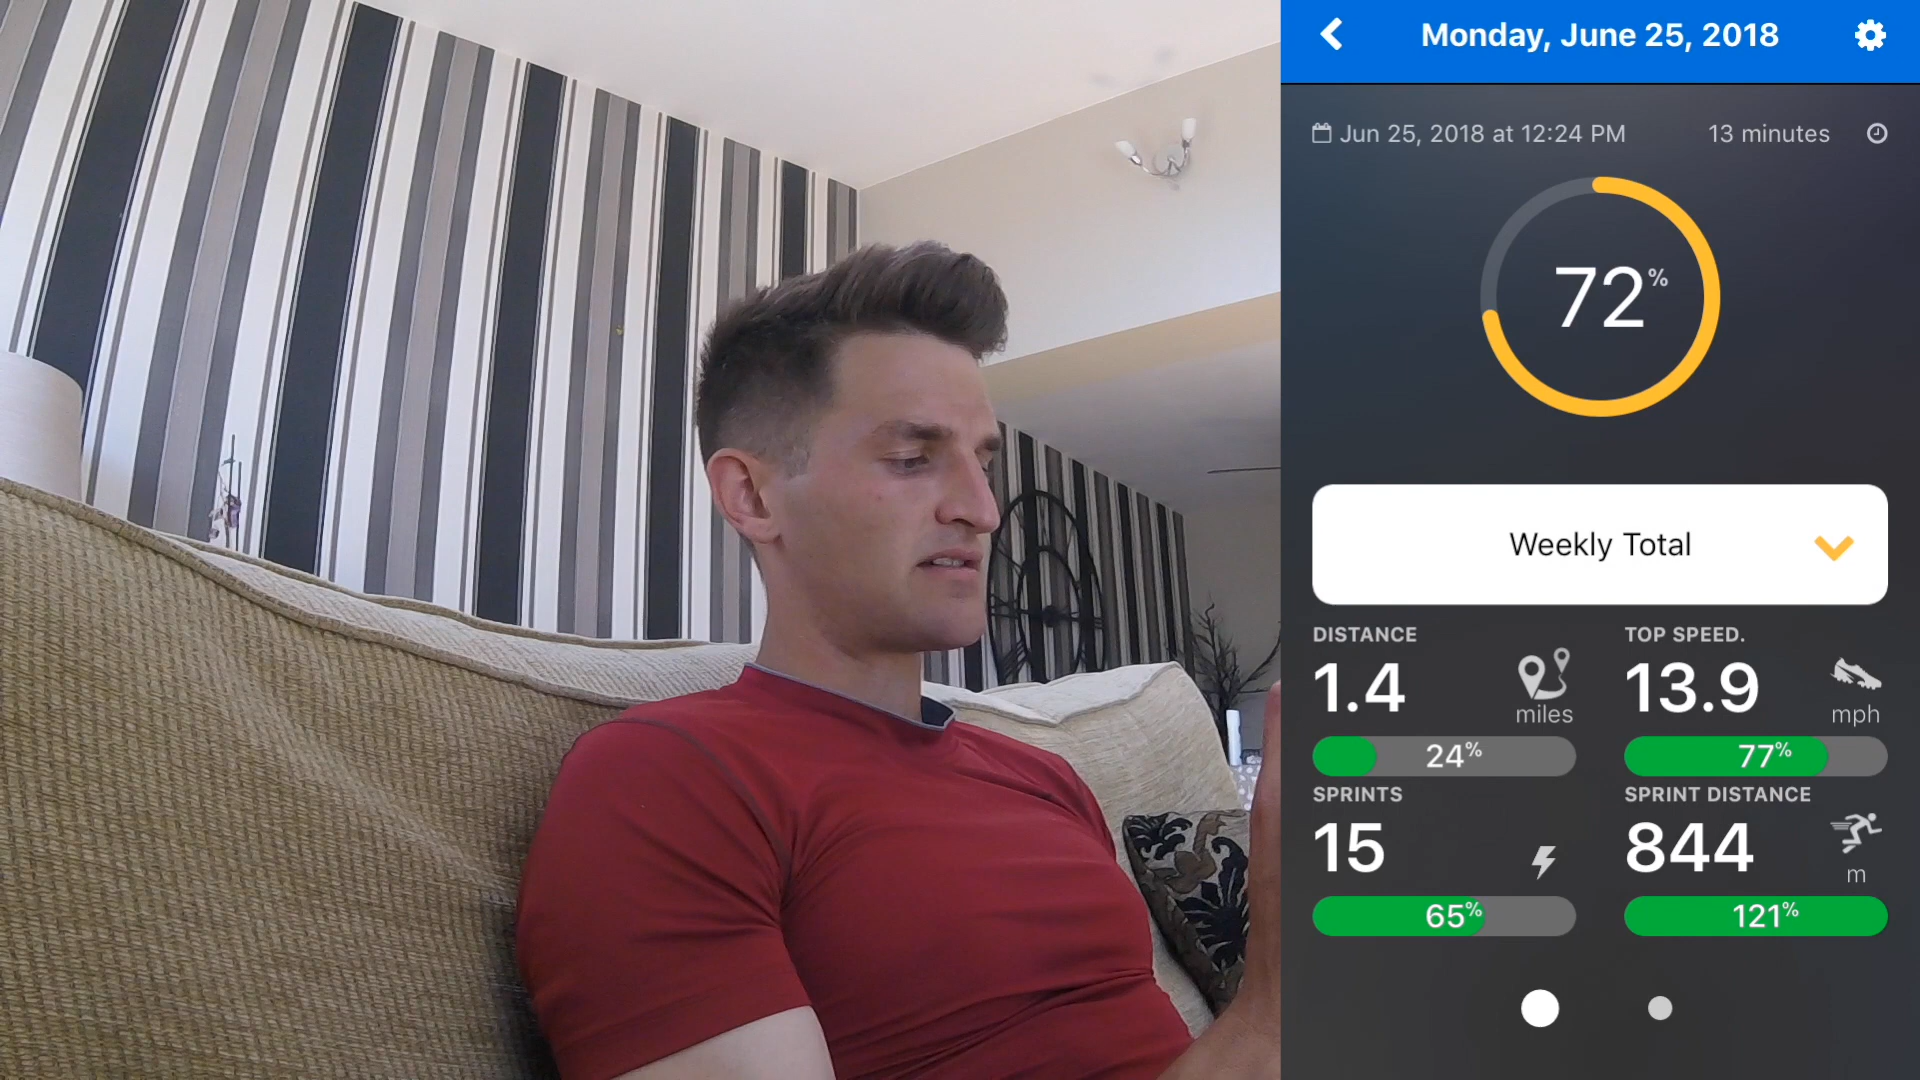 Monday, June 25, 2018
Jun 25, 2018 at 12:24 PM 13 minutes
72%
Weekly Total
DISTANCE TOP SPEED.
1.4 miles 13.9 mph
24% 77%
SPRINTS SPRINT DISTANCE
15 844 m
65% 121%